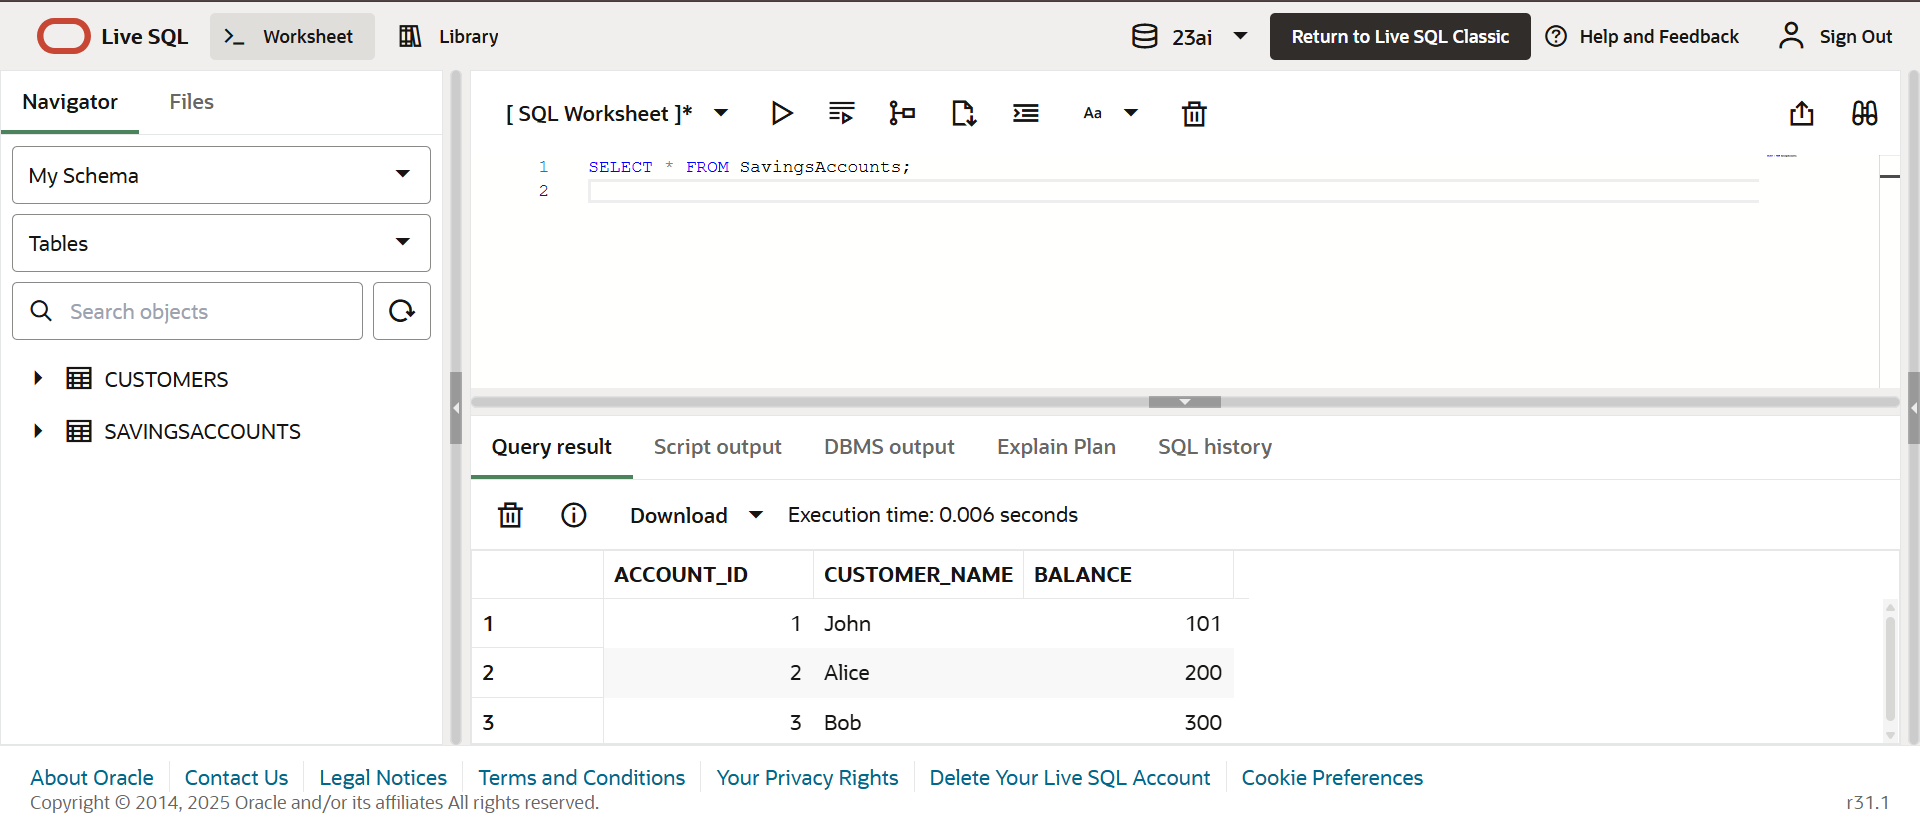 Live SQL
Worksheet
Library
23ai
Return to Live SQL Classic
Help and Feedback
Sign Out
Navigator
Files
My Schema
Tables
Search objects
CUSTOMERS
SAVINGSACCOUNTS
[ SQL Worksheet ]*
Aa
1 SELECT * FROM SavingsAccounts;
2
Query result
Script output
DBMS output
Explain Plan
SQL history
Download
Execution time: 0.006 seconds
ACCOUNT_ID CUSTOMER_NAME BALANCE
1 1 John 101
2 2 Alice 200
3 3 Bob 300
About Oracle
Contact Us
Legal Notices
Terms and Conditions
Your Privacy Rights
Delete Your Live SQL Account
Cookie Preferences
Copyright © 2014, 2025 Oracle and/or its affiliates All rights reserved.
r31.1